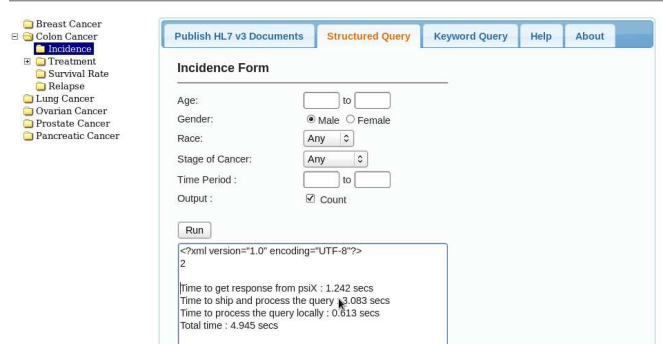 Breast Cancer
Colon Cancer
Incidence
Treatment
Survival Rate
Relapse
Lung Cancer
Ovarian Cancer
Prostate Cancer
Pancreatic Cancer
Publish HL7 v3 Documents Structured Query Keyword Query Help About
Incidence Form
Age: to
Gender: Male Female
Race: Any
Stage of Cancer: Any
Time Period : to
Output : Count
Run
<?xml version="1.0" encoding="UTF-8"?>
2
Time to get response from psiX : 1.242 secs
Time to ship and process the query : 3.083 secs
Time to process the query locally : 0.613 secs
Total time : 4.945 secs